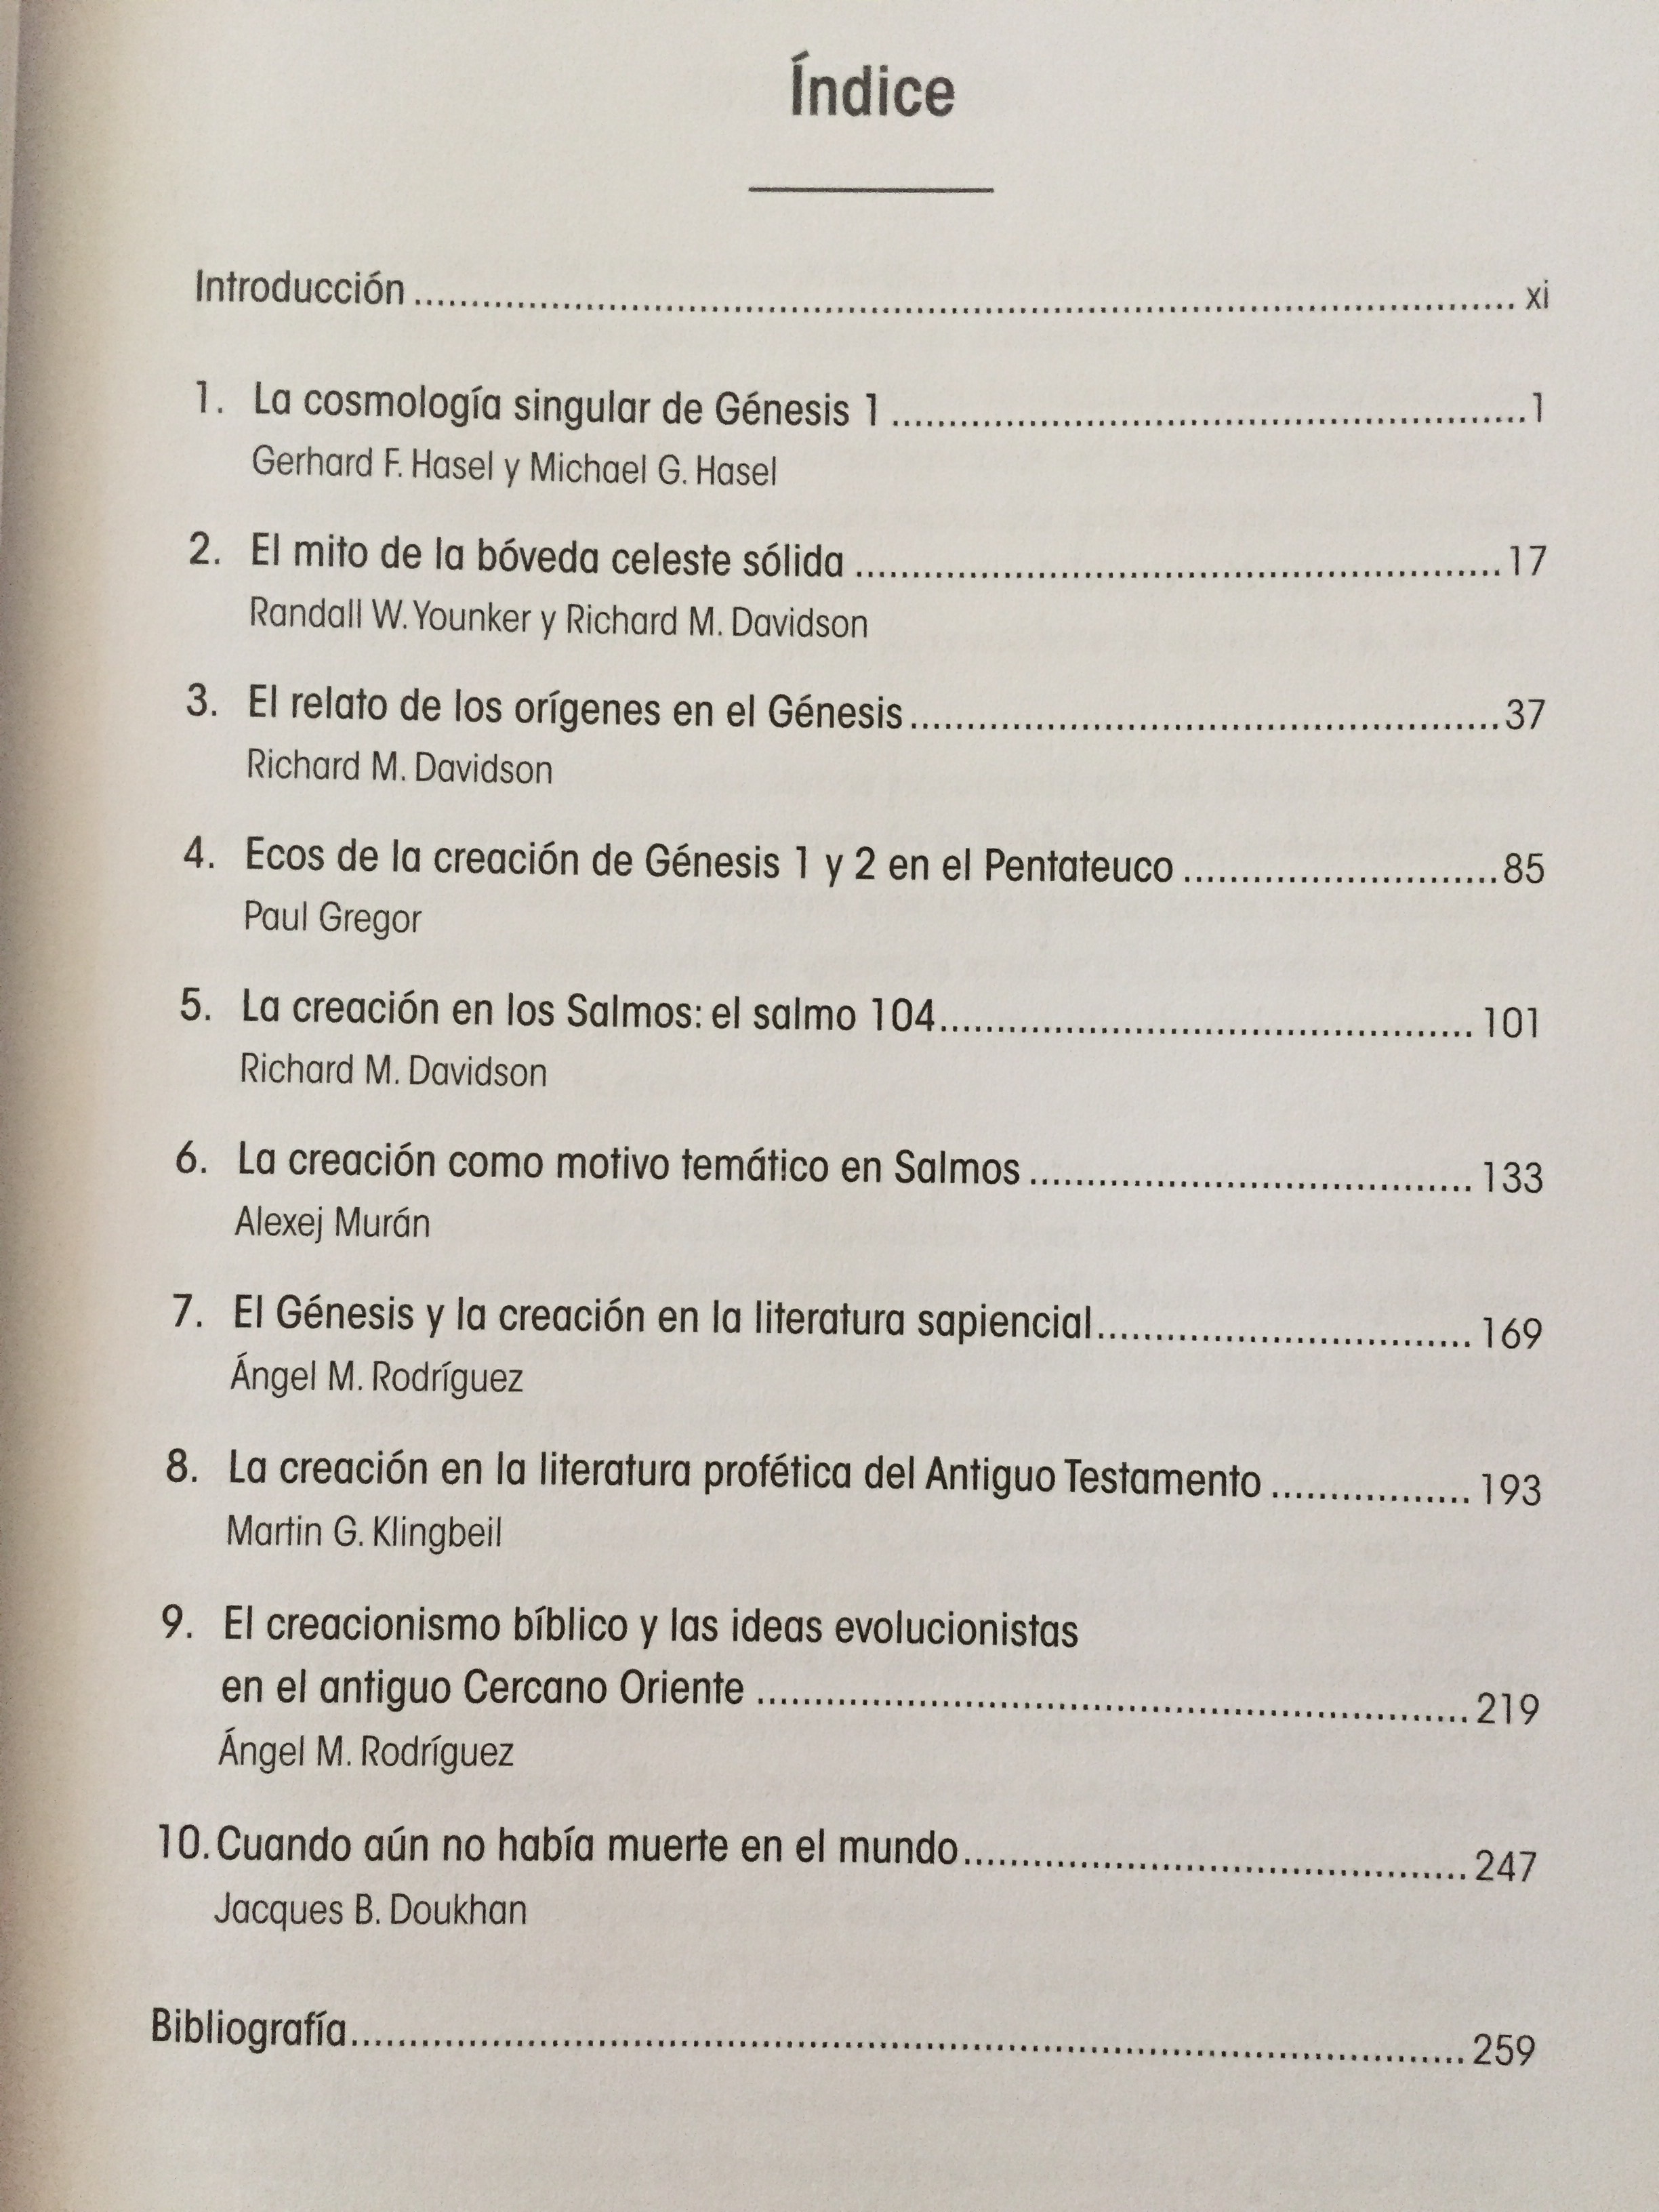 Índice
Introducción ........................................ xi
1. La cosmología singular de Génesis 1 ........................................ 1
Gerhard F. Hasel y Michael G. Hasel
2. El mito de la bóveda celeste sólida ........................................ 17
Randall W. Younker y Richard M. Davidson
3. El relato de los orígenes en el Génesis ........................................ 37
Richard M. Davidson
4. Ecos de la creación de Génesis 1 y 2 en el Pentateuco ........................................ 85
Paul Gregor
5. La creación en los Salmos: el salmo 104 ........................................ 101
Richard M. Davidson
6. La creación como motivo temático en Salmos ........................................ 133
Alexej Murán
7. El Génesis y la creación en la literatura sapiencial ........................................ 169
Ángel M. Rodríguez
8. La creación en la literatura profética del Antiguo Testamento ........................................ 193
Martin G. Klingbeil
9. El creacionismo bíblico y las ideas evolucionistas
en el antiguo Cercano Oriente ........................................ 219
Ángel M. Rodríguez
10. Cuando aún no había muerte en el mundo ........................................ 247
Jacques B. Doukhan
Bibliografía ........................................ 259